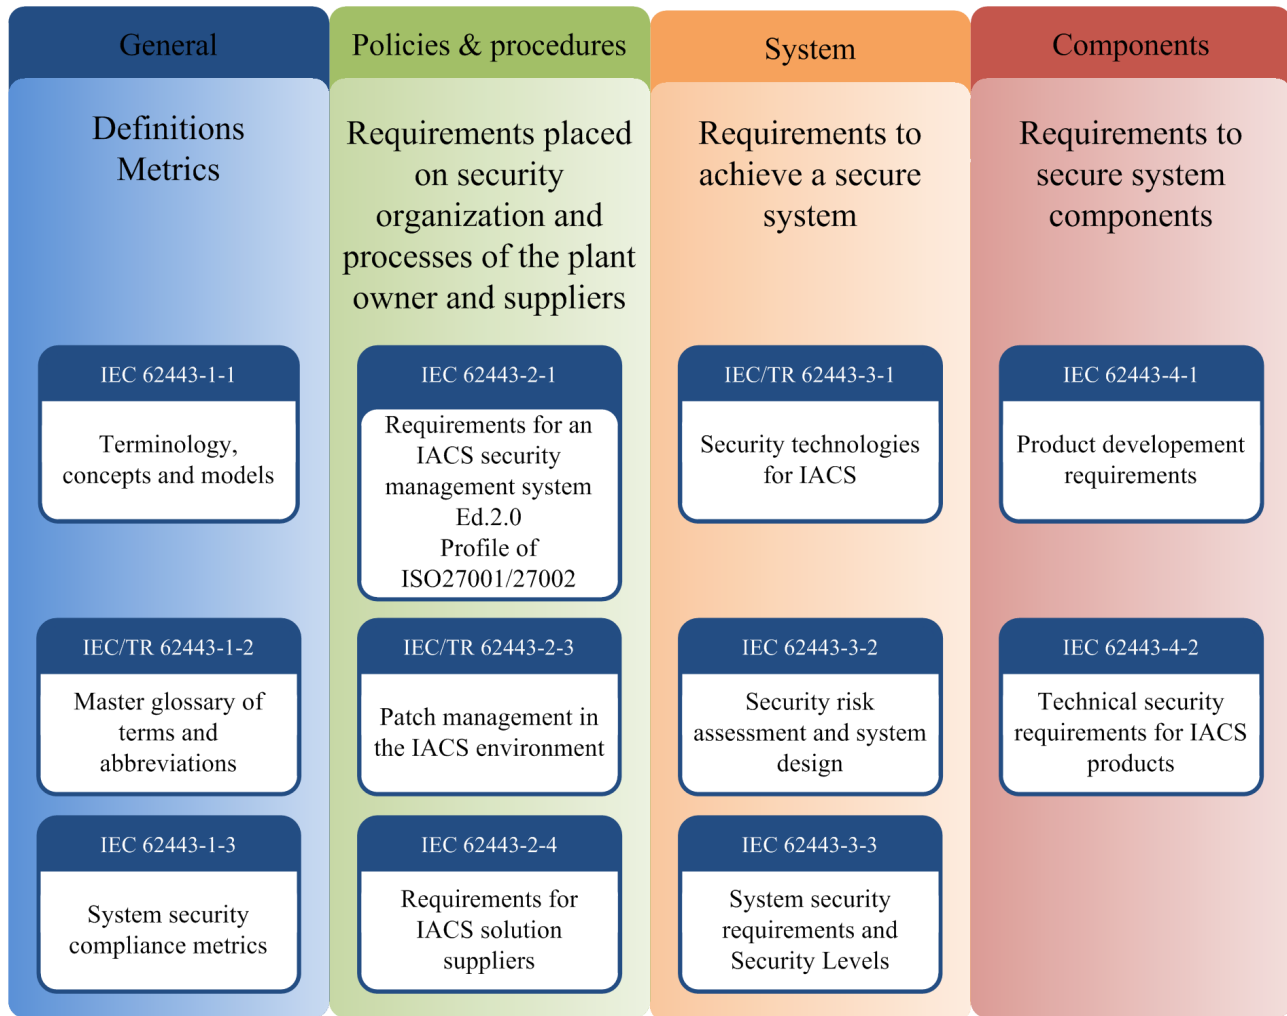 General
Definitions
Metrics
IEC 62443-1-1
Terminology,
concepts and models
IEC/TR 62443-1-2
Master glossary of
terms and
abbreviations
IEC 62443-1-3
System security
compliance metrics
Policies & procedures
Requirements placed
on security
organization and
processes of the plant
owner and suppliers
IEC 62443-2-1
Requirements for an
IACS security
management system
Ed.2.0
Profile of
ISO27001/27002
IEC/TR 62443-2-3
Patch management in
the IACS environment
IEC 62443-2-4
Requirements for
IACS solution
suppliers
System
Requirements to
achieve a secure
system
IEC/TR 62443-3-1
Security technologies
for IACS
IEC 62443-3-2
Security risk
assessment and system
design
IEC 62443-3-3
System security
requirements and
Security Levels
Components
Requirements to
secure system
components
IEC 62443-4-1
Product developement
requirements
IEC 62443-4-2
Technical security
requirements for IACS
products